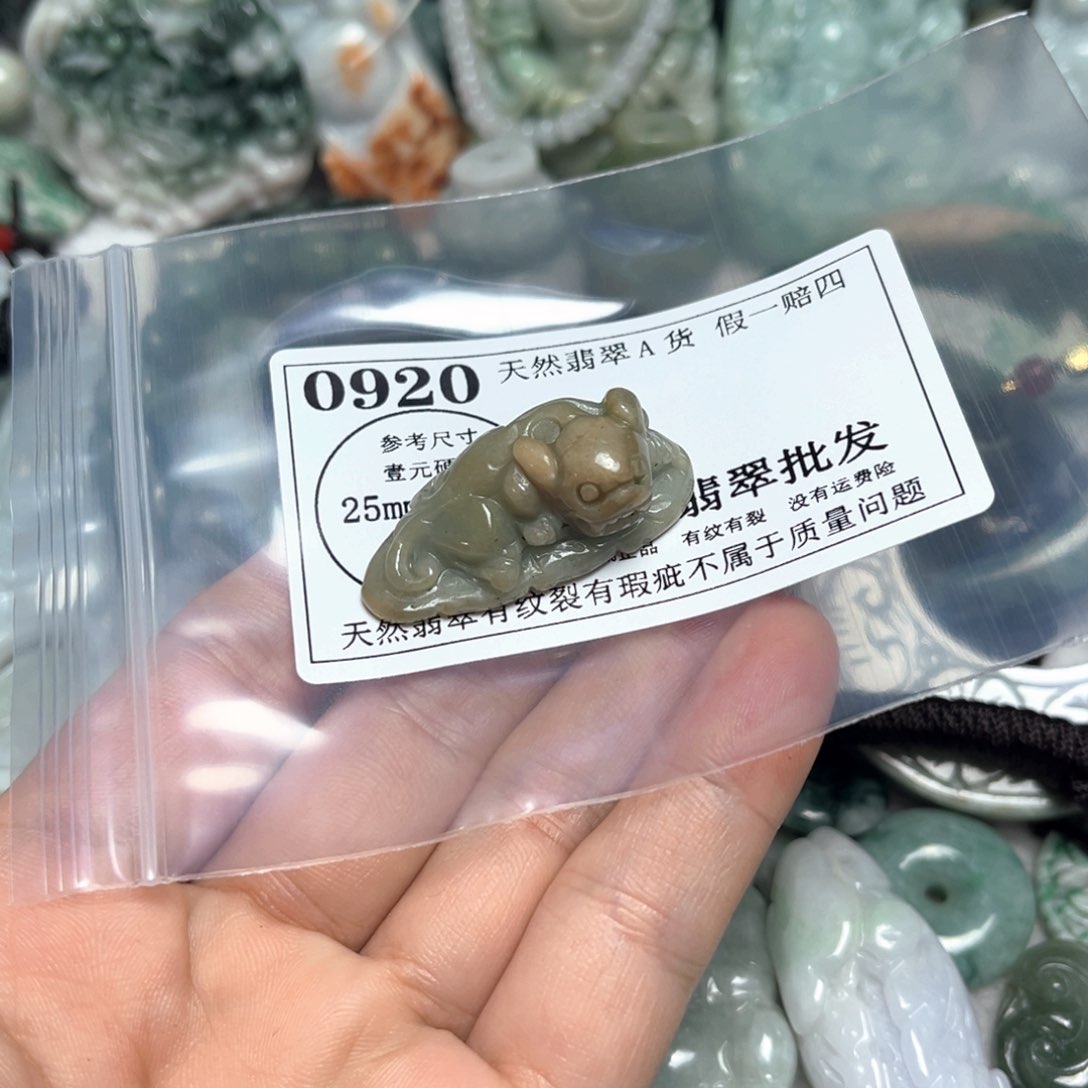 0920 天然翡翠A货 假一赔四
参考尺寸
壹元硬
25mm
翡翠批发
有纹有裂 没有运费险
天然翡翠有纹裂有瑕疵不属于质量问题